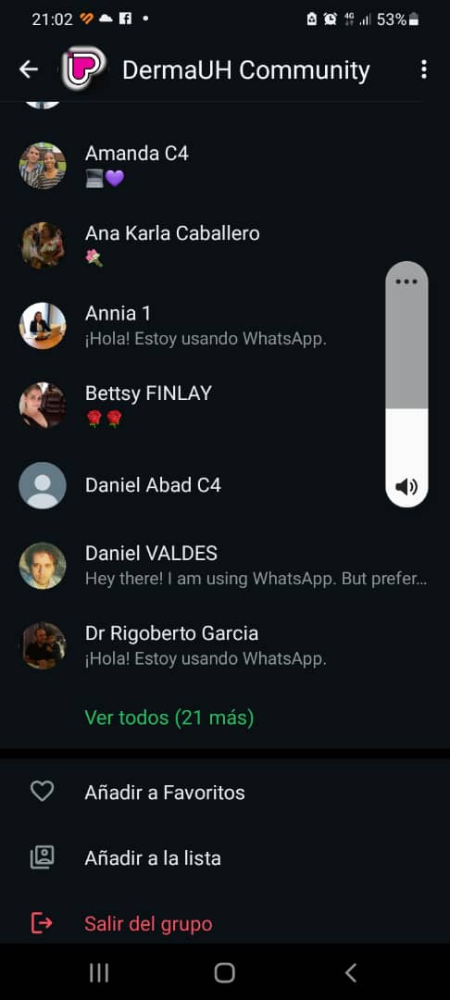 21:02 4G 53%
DermaUH Community
Amanda C4
Ana Karla Caballero
Annia 1
¡Hola! Estoy usando WhatsApp.
Bettsy FINLAY
Daniel Abad C4
Daniel VALDES
Hey there! I am using WhatsApp. But prefer...
Dr Rigoberto Garcia
¡Hola! Estoy usando WhatsApp.
Ver todos (21 más)
Añadir a Favoritos
Añadir a la lista
Salir del grupo